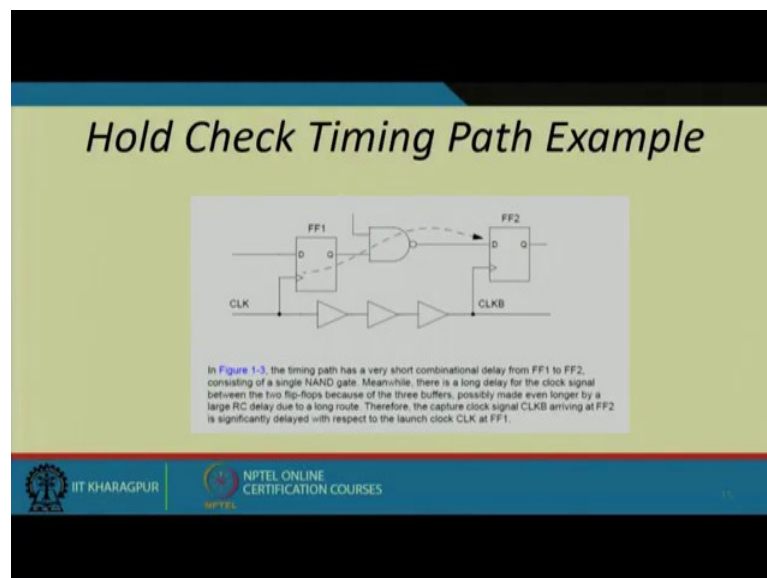 Hold Check Timing Path Example
FF1
FF2
D Q
D Q
CLK
CLKB
In Figure 1-3, the timing path has a very short combinational delay from FF1 to FF2,
consisting of a single NAND gate. Meanwhile, there is a long delay for the clock signal
between the two flip-flops because of the three buffers, possibly made even longer by a
large RC delay due to a long route. Therefore, the capture clock signal CLKB arriving at FF2
is significantly delayed with respect to the launch clock CLK at FF1.
IIT KHARAGPUR
NPTEL ONLINE
CERTIFICATION COURSES
NPTEL